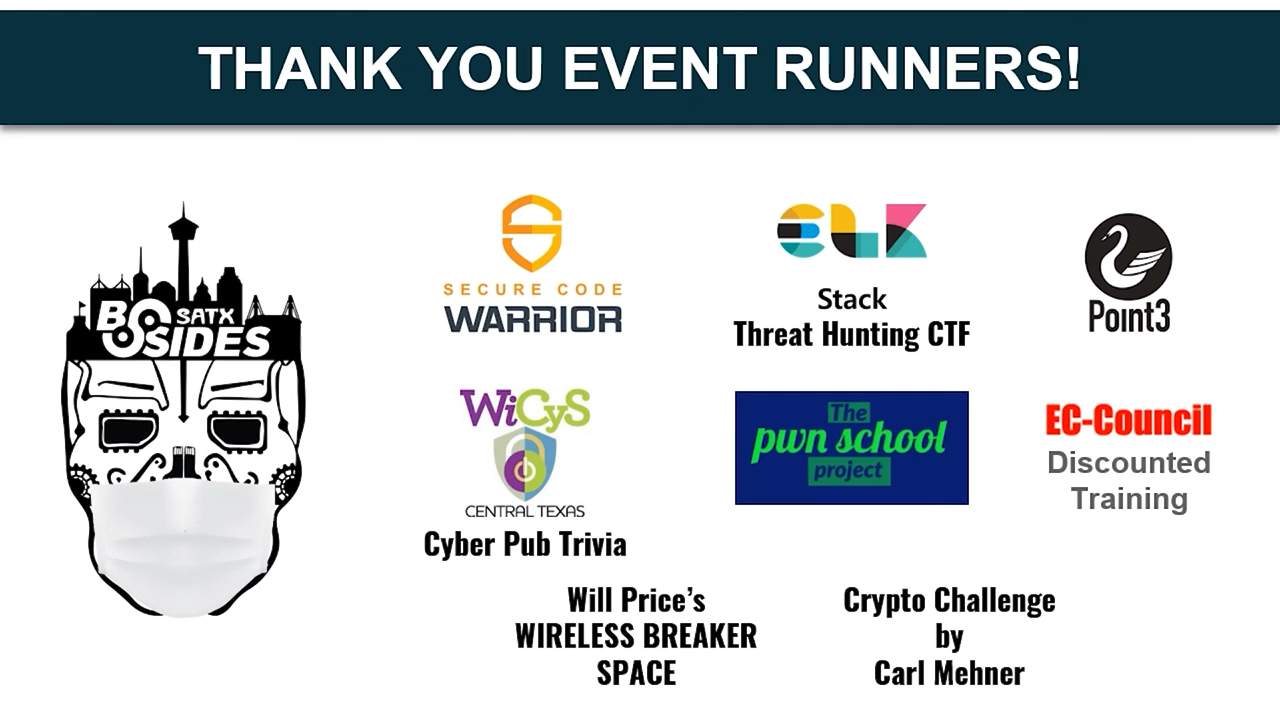 THANK YOU EVENT RUNNERS!
BSIDES SATX
SECURE CODE
WARRIOR
ELK
Stack
Threat Hunting CTF
Point3
WiCyS
CENTRAL TEXAS
Cyber Pub Trivia
The
pwn school
project
EC-Council
Discounted
Training
Will Price’s
WIRELESS BREAKER
SPACE
Crypto Challenge
by
Carl Mehner